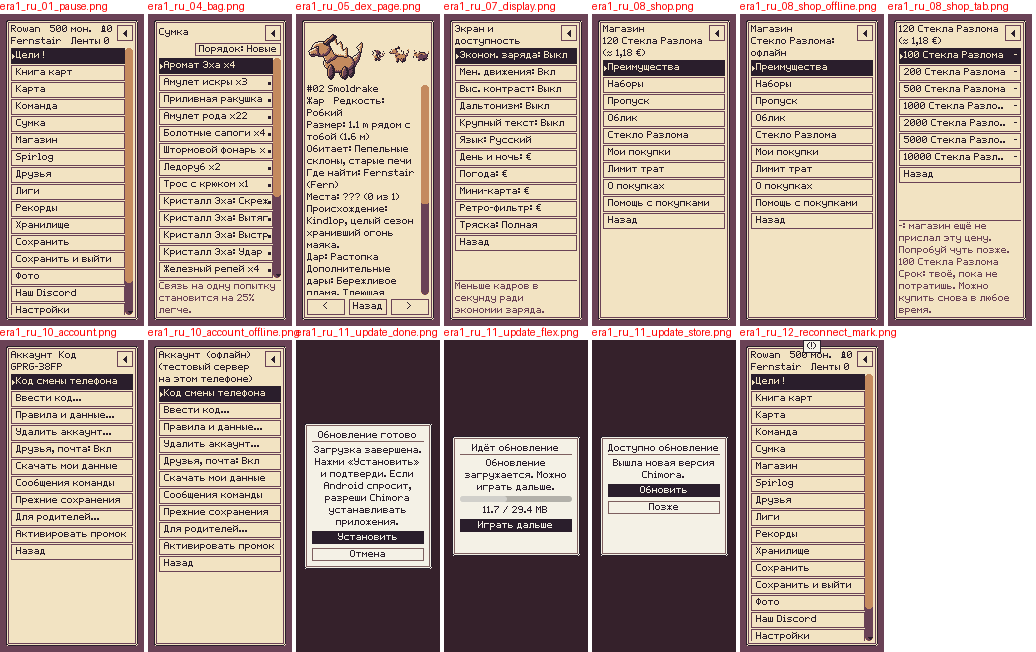 era1_ru_01_pause.png
Rowan 500 мон.
Fernstair Ленты 0
Цели!
Книга карт
Карта
Команда
Сумка
Магазин
Spirlog
Друзья
Лиги
Рекорды
Хранилище
Сохранить
Сохранить и выйти
Фото
Наш Discord
Настройки
era1_ru_04_bag.png
Сумка
Порядок: Новые
Аромат Эха x4
Амулет искры x3
Приливная ракушка
Амулет рода x22
Болотные сапоги x4
Штормовой фонарь x
Ледоруб x2
Трос с крюком x1
Кристалл Эха: Скреж
Кристалл Эха: Вытяг
Кристалл Эха: Выстр
Кристалл Эха: Удар
Железный репей x4
Связь на одну попытку
становится на 25%
легче.
era1_ru_05_dex_page.png
#02 Smoldrake
Жар Редкость:
Робкий
Размер: 1.1 m рядом с
тобой (1.6 m)
Обитает: Пепельные
склоны, старые печи
Где найти: Fernstair
(Fern)
Места: ??? (0 из 1)
Происхождение:
Kindlop, целый сезон
хранивший огонь
маяка.
Дар: Растопка
Дополнительные
дары: Бережливое
пламя, Тлеющая
<
Назад
>
era1_ru_07_display.png
Экран и
доступность
Эконом. заряда: Выкл
Мен. движения: Вкл
Выс. контраст: Выкл
Дальтонизм: Выкл
Крупный текст: Выкл
Язык: Русский
День и ночь: €
Погода: €
Мини-карта: €
Ретро-фильтр: €
Тряска: Полная
Назад
Меньше кадров в
секунду ради
экономии заряда.
era1_ru_08_shop.png
Магазин
120 Стекла Разлома
(≈ 1,18 €)
Преимущества
Наборы
Пропуск
Облик
Стекло Разлома
Мои покупки
Лимит трат
О покупках
Помощь с покупками
Назад
era1_ru_08_shop_offline.png
Магазин
Стекло Разлома:
офлайн
Преимущества
Наборы
Пропуск
Облик
Стекло Разлома
Мои покупки
Лимит трат
О покупках
Помощь с покупками
Назад
era1_ru_08_shop_tab.png
120 Стекла Разлома
(≈ 1,18 €)
100 Стекла Разлома -
200 Стекла Разлома -
500 Стекла Разлома -
1000 Стекла Разло.. -
2000 Стекла Разло.. -
5000 Стекла Разло.. -
10000 Стекла Разл.. -
Назад
-: магазин ещё не
прислал эту цену.
Попробуй чуть позже.
100 Стекла Разлома
Срок: твоё, пока не
потратишь. Можно
купить снова в любое
время.
era1_ru_10_account.png
Аккаунт Код
GPRG-38FP
Код смены телефона
Ввести код...
Правила и данные...
Удалить аккаунт...
Друзья, почта: Вкл
Скачать мои данные
Сообщения команды
Прежние сохранения
Для родителей...
Активировать промок
Назад
era1_ru_10_account_offline.png
Аккаунт (офлайн)
(тестовый сервер
на этом телефоне)
Код смены телефона
Ввести код...
Правила и данные...
Удалить аккаунт...
Друзья, почта: Вкл
Скачать мои данные
Сообщения команды
Прежние сохранения
Для родителей...
Активировать промок
Назад
era1_ru_11_update_done.png
Обновление готово
Загрузка завершена.
Нажми «Установить»
и подтверди. Если
Android спросит,
разреши Chimora
устанавливать
приложения.
Установить
Отмена
era1_ru_11_update_flex.png
Идёт обновление
Обновление
загружается. Можно
играть дальше.
11.7 / 29.4 MB
Играть дальше
era1_ru_11_update_store.png
Доступно обновление
Вышла новая версия
Chimora.
Обновить
Позже
era1_ru_12_reconnect_mark.png
(!)
Rowan 500 мон.
Fernstair Ленты 0
Цели!
Книга карт
Карта
Команда
Сумка
Магазин
Spirlog
Друзья
Лиги
Рекорды
Хранилище
Сохранить
Сохранить и выйти
Фото
Наш Discord
Настройки